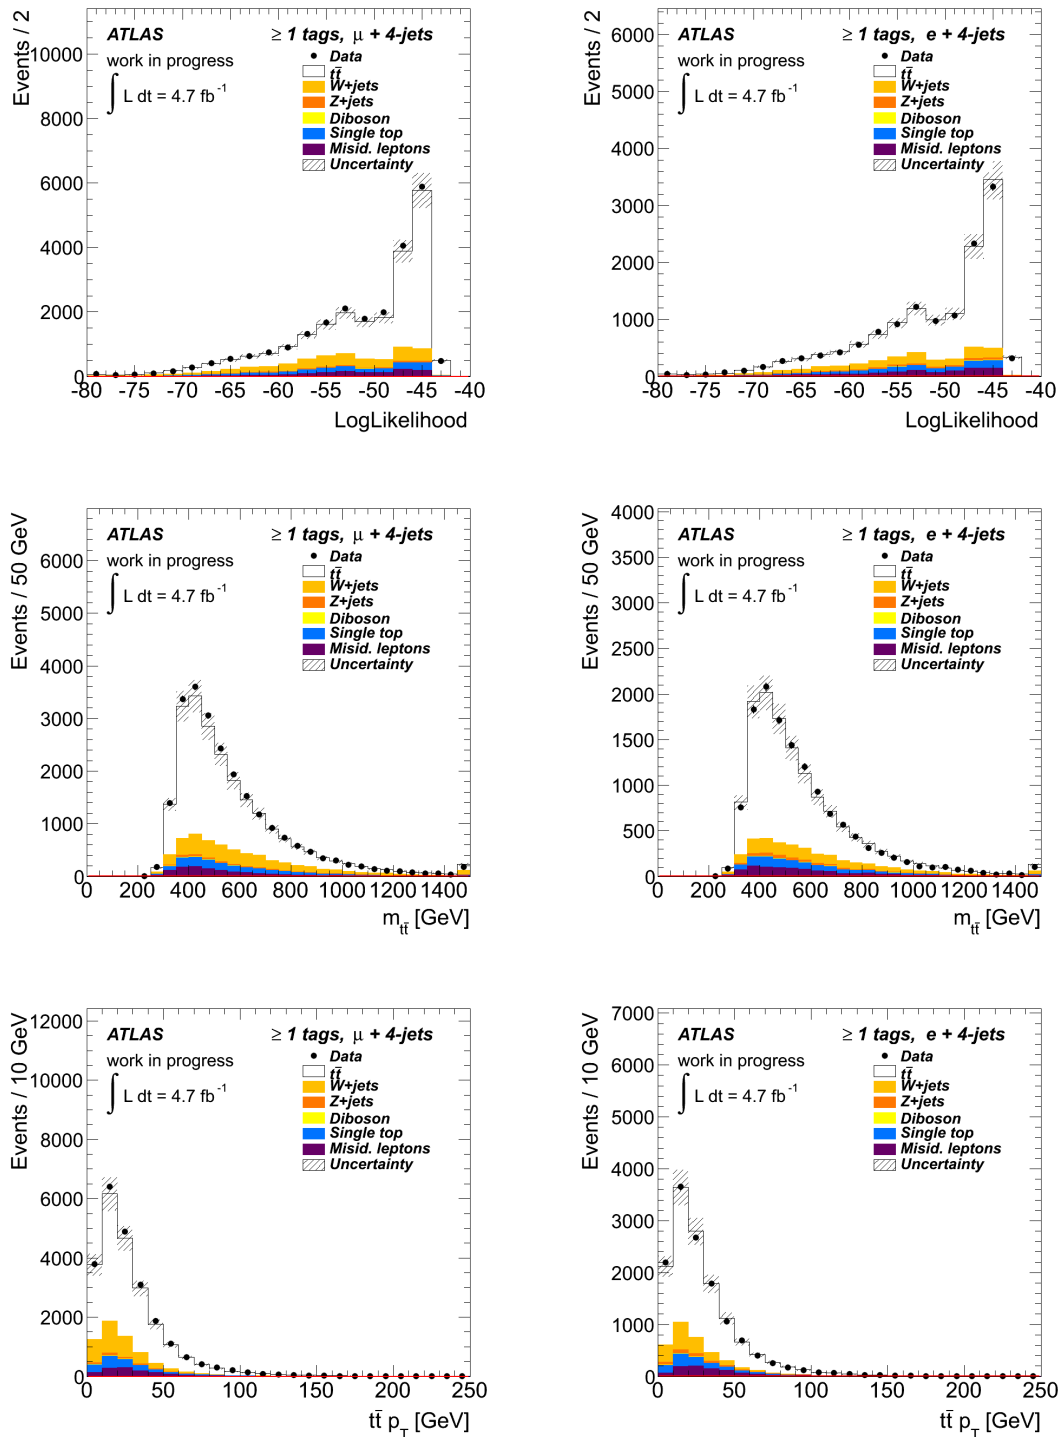 Events / 2
10000
8000
6000
4000
2000
0
ATLAS
≥ 1 tags, μ + 4-jets
work in progress
∫ L dt = 4.7 fb⁻¹
Data
tt̄
W+jets
Z+jets
Diboson
Single top
Misid. leptons
Uncertainty
-80 -75 -70 -65 -60 -55 -50 -45 -40
LogLikelihood
Events / 2
6000
5000
4000
3000
2000
1000
0
ATLAS
≥ 1 tags, e + 4-jets
work in progress
∫ L dt = 4.7 fb⁻¹
Data
tt̄
W+jets
Z+jets
Diboson
Single top
Misid. leptons
Uncertainty
-80 -75 -70 -65 -60 -55 -50 -45 -40
LogLikelihood
Events / 50 GeV
6000
5000
4000
3000
2000
1000
0
ATLAS
≥ 1 tags, μ + 4-jets
work in progress
∫ L dt = 4.7 fb⁻¹
Data
tt̄
W+jets
Z+jets
Diboson
Single top
Misid. leptons
Uncertainty
0 200 400 600 800 1000 1200 1400
m_tt̄ [GeV]
Events / 50 GeV
4000
3500
3000
2500
2000
1500
1000
500
0
ATLAS
≥ 1 tags, e + 4-jets
work in progress
∫ L dt = 4.7 fb⁻¹
Data
tt̄
W+jets
Z+jets
Diboson
Single top
Misid. leptons
Uncertainty
0 200 400 600 800 1000 1200 1400
m_tt̄ [GeV]
Events / 10 GeV
12000
10000
8000
6000
4000
2000
0
ATLAS
≥ 1 tags, μ + 4-jets
work in progress
∫ L dt = 4.7 fb⁻¹
Data
tt̄
W+jets
Z+jets
Diboson
Single top
Misid. leptons
Uncertainty
0 50 100 150 200 250
tt̄ p_T [GeV]
Events / 10 GeV
7000
6000
5000
4000
3000
2000
1000
0
ATLAS
≥ 1 tags, e + 4-jets
work in progress
∫ L dt = 4.7 fb⁻¹
Data
tt̄
W+jets
Z+jets
Diboson
Single top
Misid. leptons
Uncertainty
0 50 100 150 200 250
tt̄ p_T [GeV]